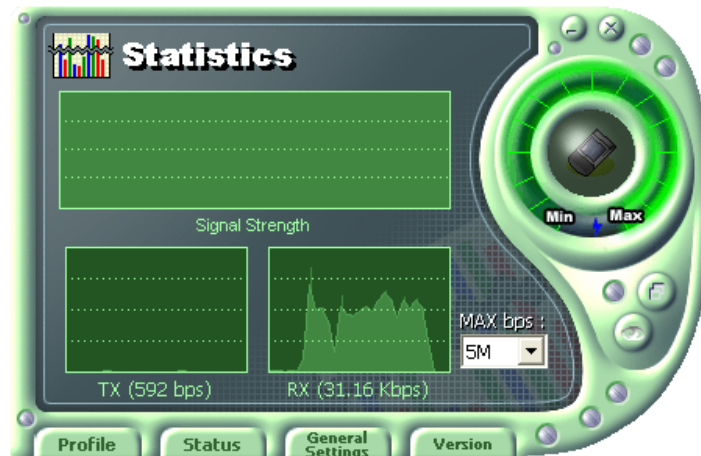 Statistics
Min
Max
Signal Strength
MAX bps :
5M
TX (592 bps)
RX (31.16 Kbps)
Profile
Status
General
Settings
Version